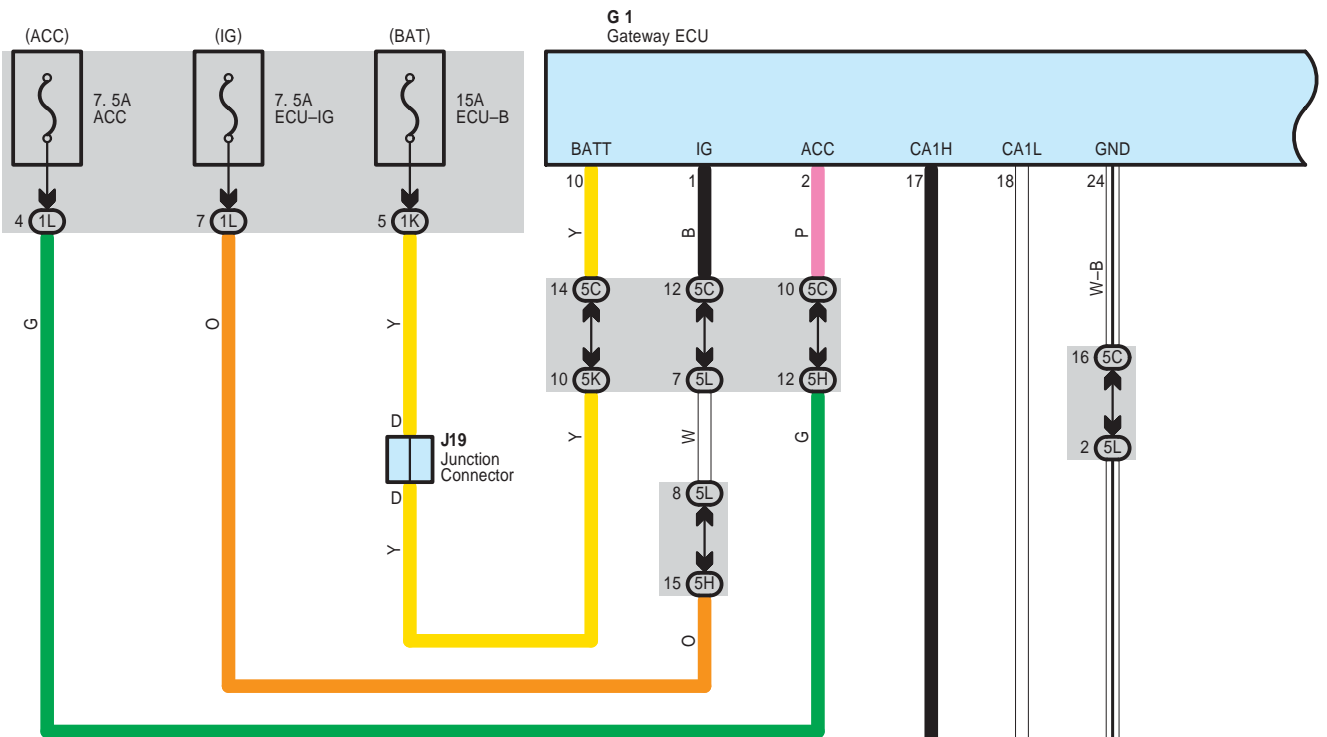 G 1
Gateway ECU
(ACC)
(IG)
(BAT)
7. 5A
ACC
7. 5A
ECU–IG
15A
ECU–B
BATT
IG
ACC
CA1H
CA1L
GND
10
1
2
17
18
24
4 1L
7 1L
5 1K
Y
B
P
W–B
14 5C
12 5C
10 5C
G
O
Y
16 5C
10 5K
7 5L
12 5H
D
J19
Junction
Connector
Y
W
G
2 5L
D
8 5L
Y
15 5H
O